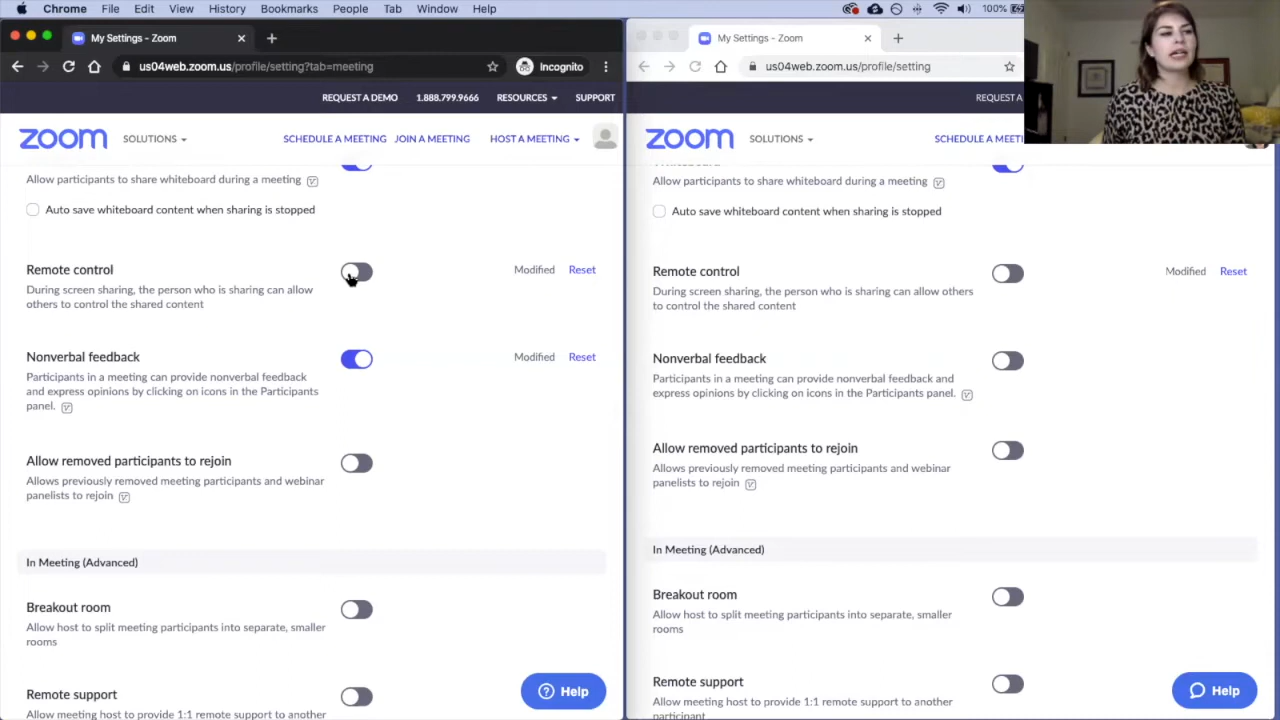 Chrome File Edit View History Bookmarks People Tab Window Help 100%
My Settings - Zoom
us04web.zoom.us/profile/setting?tab=meeting
Incognito
REQUEST A DEMO 1.888.799.9666 RESOURCES SUPPORT
zoom SOLUTIONS SCHEDULE A MEETING JOIN A MEETING HOST A MEETING
Allow participants to share whiteboard during a meeting
Auto save whiteboard content when sharing is stopped
Remote control
Modified Reset
During screen sharing, the person who is sharing can allow
others to control the shared content
Nonverbal feedback
Modified Reset
Participants in a meeting can provide nonverbal feedback
and express opinions by clicking on icons in the Participants
panel.
Allow removed participants to rejoin
Allows previously removed meeting participants and webinar
panelists to rejoin
In Meeting (Advanced)
Breakout room
Allow host to split meeting participants into separate, smaller
rooms
Remote support
Allow meeting host to provide 1:1 remote support to another
Help
My Settings - Zoom
us04web.zoom.us/profile/setting
REQUEST A
zoom SOLUTIONS SCHEDULE A MEETI
Allow participants to share whiteboard during a meeting
Auto save whiteboard content when sharing is stopped
Remote control
Modified Reset
During screen sharing, the person who is sharing can allow others
to control the shared content
Nonverbal feedback
Participants in a meeting can provide nonverbal feedback and
express opinions by clicking on icons in the Participants panel.
Allow removed participants to rejoin
Allows previously removed meeting participants and webinar
panelists to rejoin
In Meeting (Advanced)
Breakout room
Allow host to split meeting participants into separate, smaller
rooms
Remote support
Allow meeting host to provide 1:1 remote support to another
participant
Help